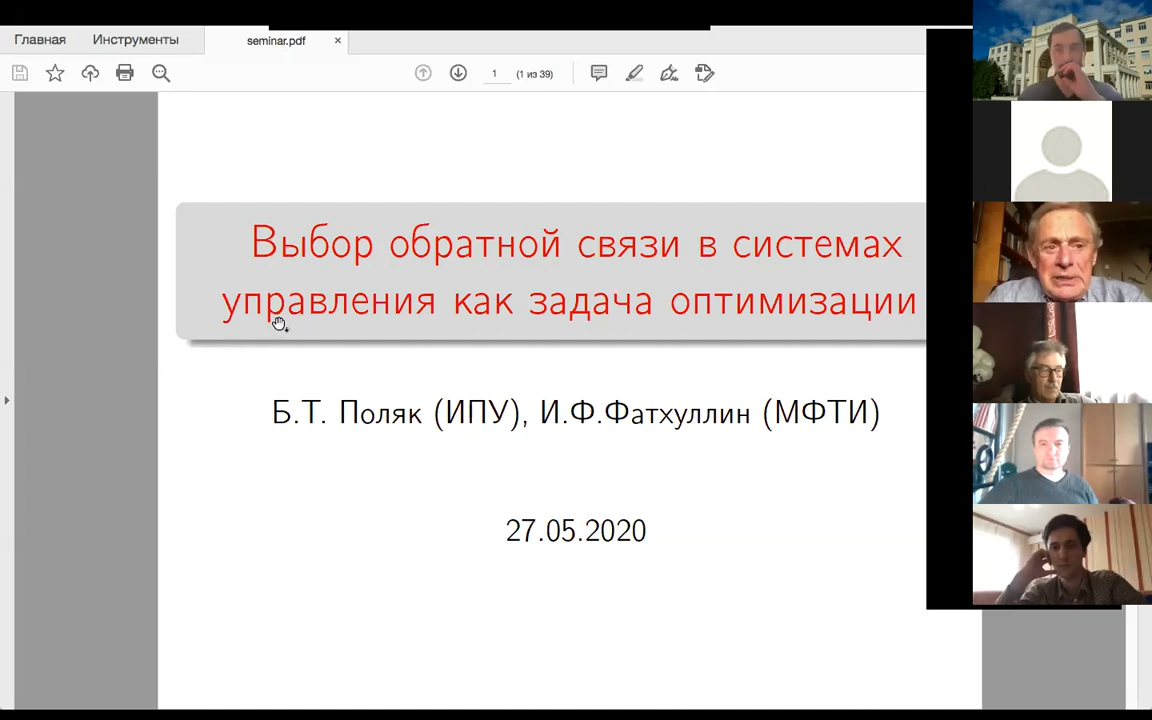 Главная Инструменты seminar.pdf ×
1 (1 из 39)
Выбор обратной связи в системах
управления как задача оптимизации
Б.Т. Поляк (ИПУ), И.Ф.Фатхуллин (МФТИ)
27.05.2020